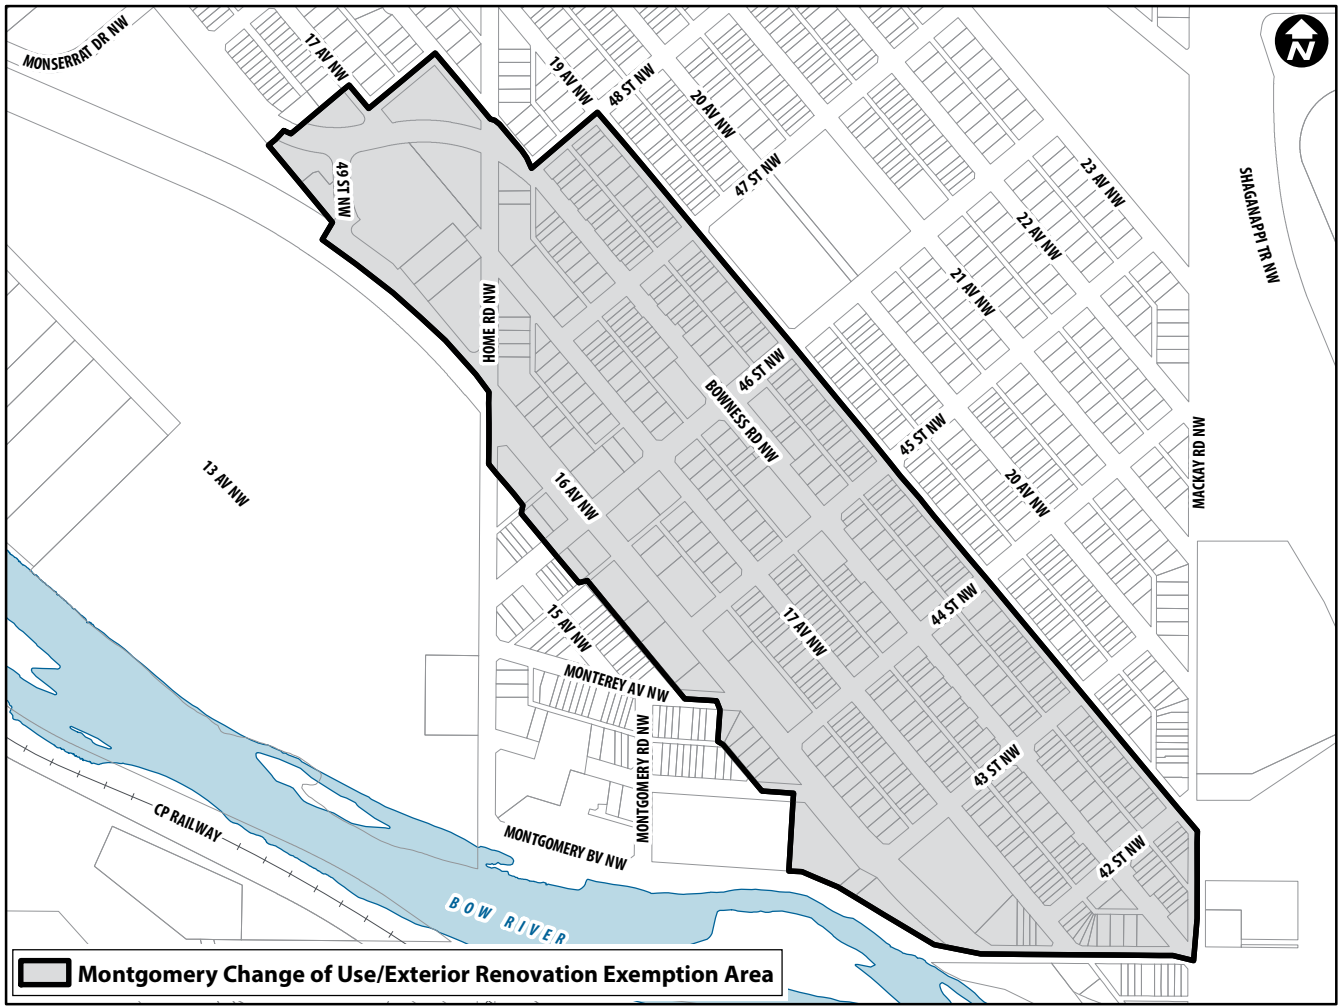 MONSERRAT DR NW
17 AV NW
19 AV NW
48 ST NW
20 AV NW
N
47 ST NW
23 AV NW
49 ST NW
SHAGANAPPI TR NW
22 AV NW
21 AV NW
HOME RD NW
46 ST NW
BOWNESS RD NW
45 ST NW
MACKAY RD NW
13 AV NW
16 AV NW
20 AV NW
44 ST NW
15 AV NW
17 AV NW
MONTEREY AV NW
MONTGOMERY RD NW
43 ST NW
CP RAILWAY
MONTGOMERY BV NW
42 ST NW
BOW RIVER
Montgomery Change of Use/Exterior Renovation Exemption Area